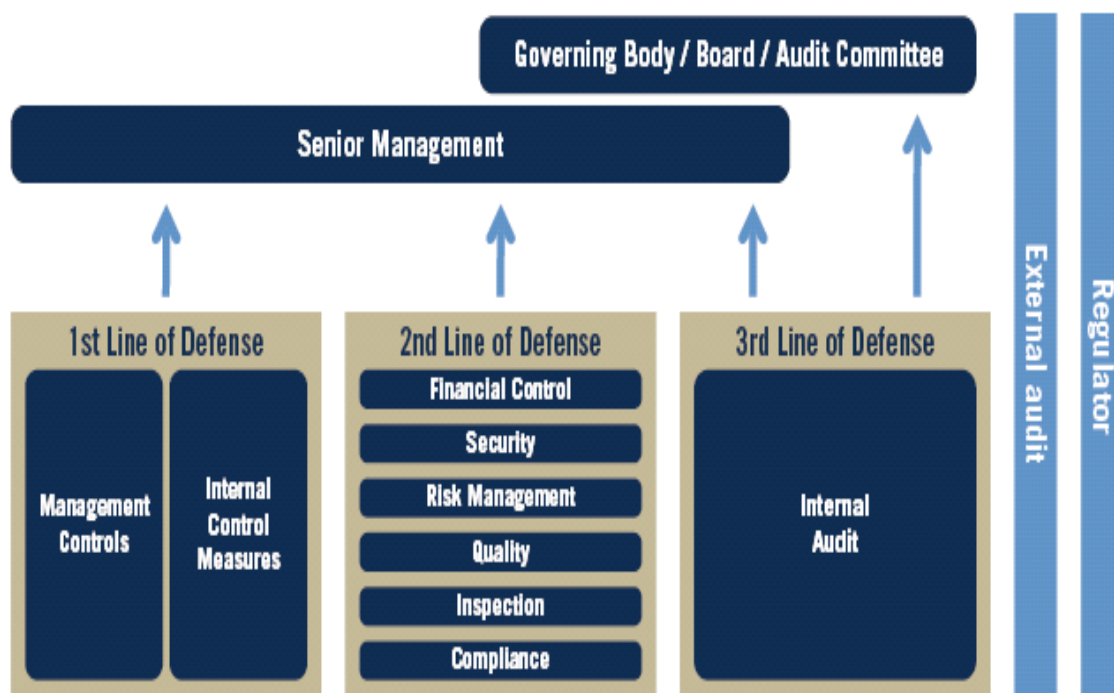 Governing Body / Board / Audit Committee
Senior Management
1st Line of Defense
Management
Controls
Internal
Control
Measures
2nd Line of Defense
Financial Control
Security
Risk Management
Quality
Inspection
Compliance
3rd Line of Defense
Internal
Audit
External audit
Regulator